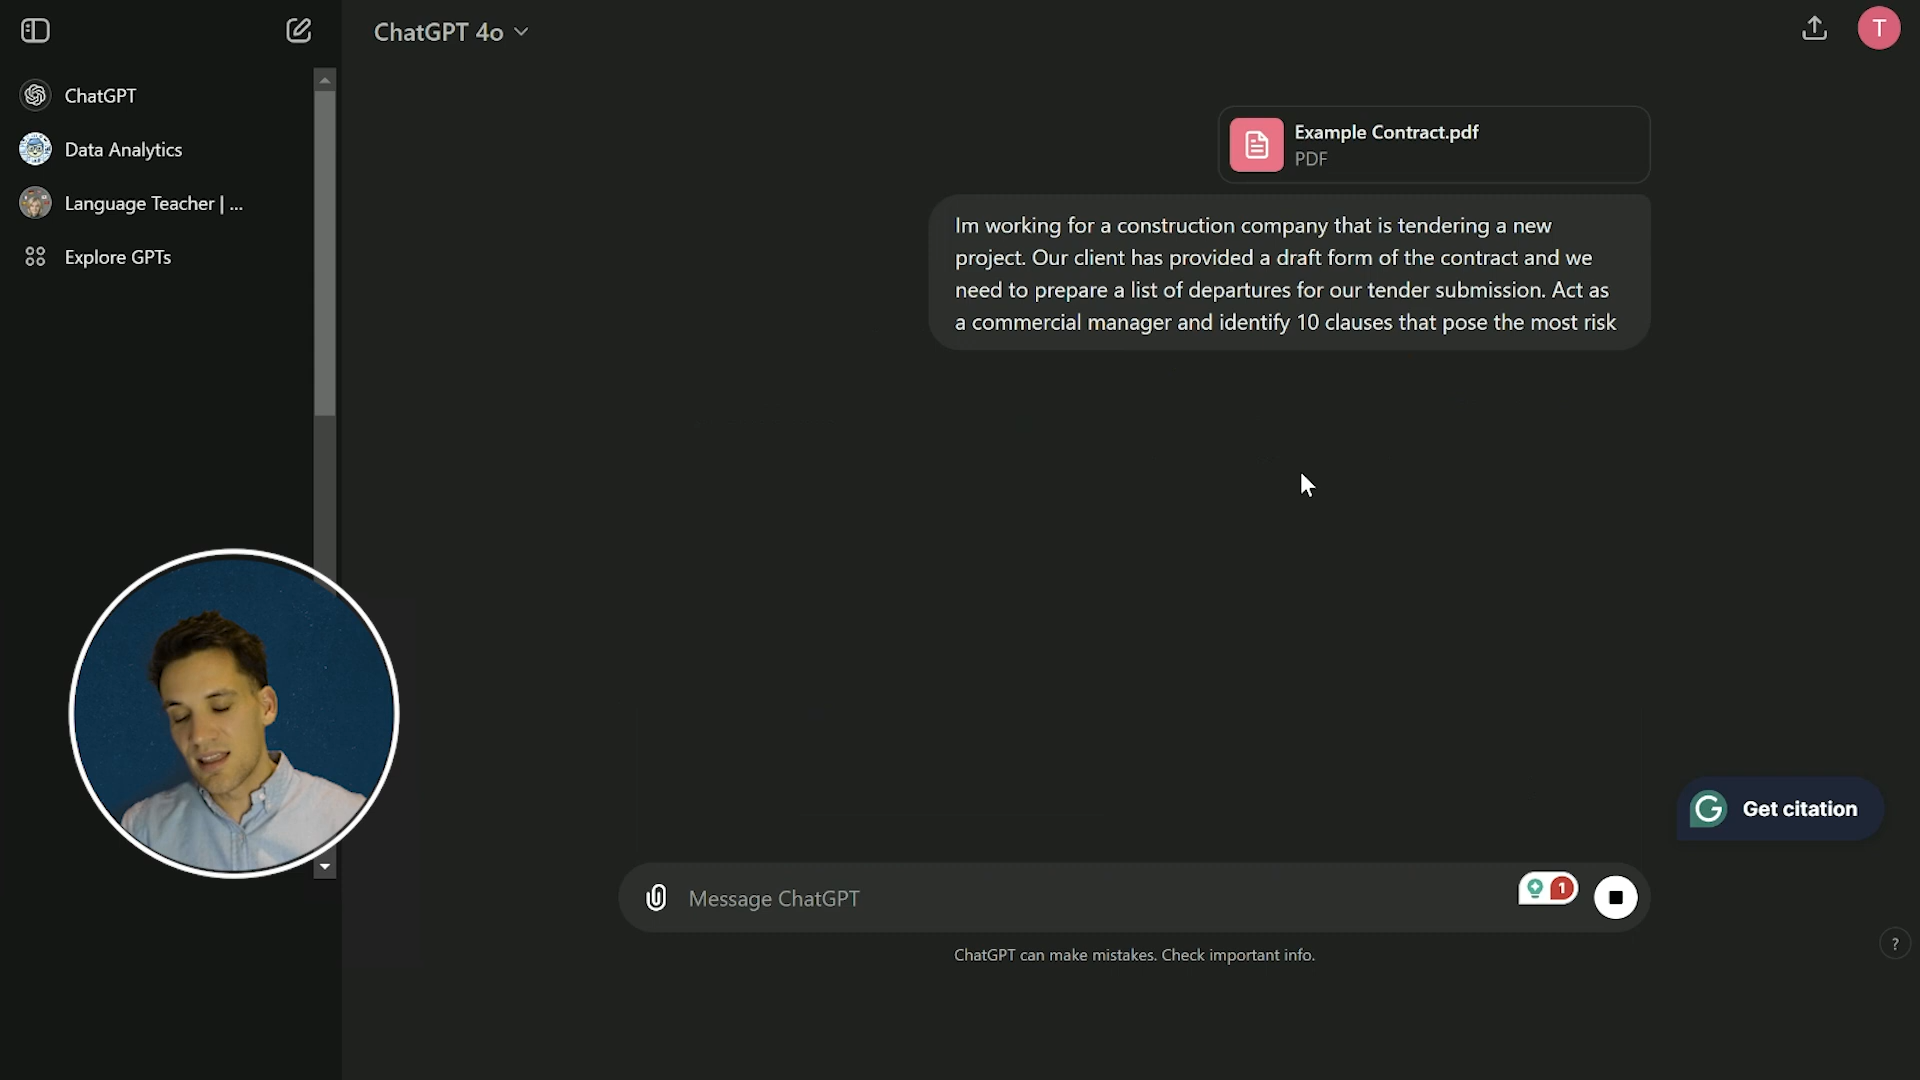 ChatGPT 4o
T
ChatGPT
Data Analytics
Language Teacher | ...
Explore GPTs
Example Contract.pdf
PDF
Im working for a construction company that is tendering a new
project. Our client has provided a draft form of the contract and we
need to prepare a list of departures for our tender submission. Act as
a commercial manager and identify 10 clauses that pose the most risk
Get citation
Message ChatGPT
1
ChatGPT can make mistakes. Check important info.
?